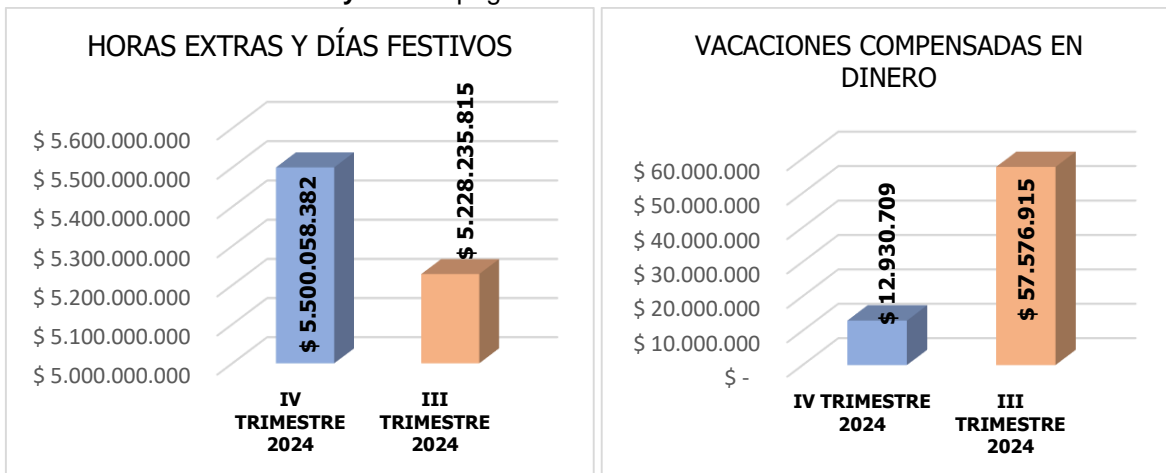 HORAS EXTRAS Y DÍAS FESTIVOS
$ 5.600.000.000
$ 5.500.000.000
$ 5.400.000.000
$ 5.300.000.000
$ 5.200.000.000
$ 5.100.000.000
$ 5.000.000.000
$ 5.500.058.382
$ 5.228.235.815
IV
TRIMESTRE
2024
III
TRIMESTRE
2024
VACACIONES COMPENSADAS EN
DINERO
$ 60.000.000
$ 50.000.000
$ 40.000.000
$ 30.000.000
$ 20.000.000
$ 10.000.000
$ -
$ 12.930.709
$ 57.576.915
IV TRIMESTRE
2024
III
TRIMESTRE
2024